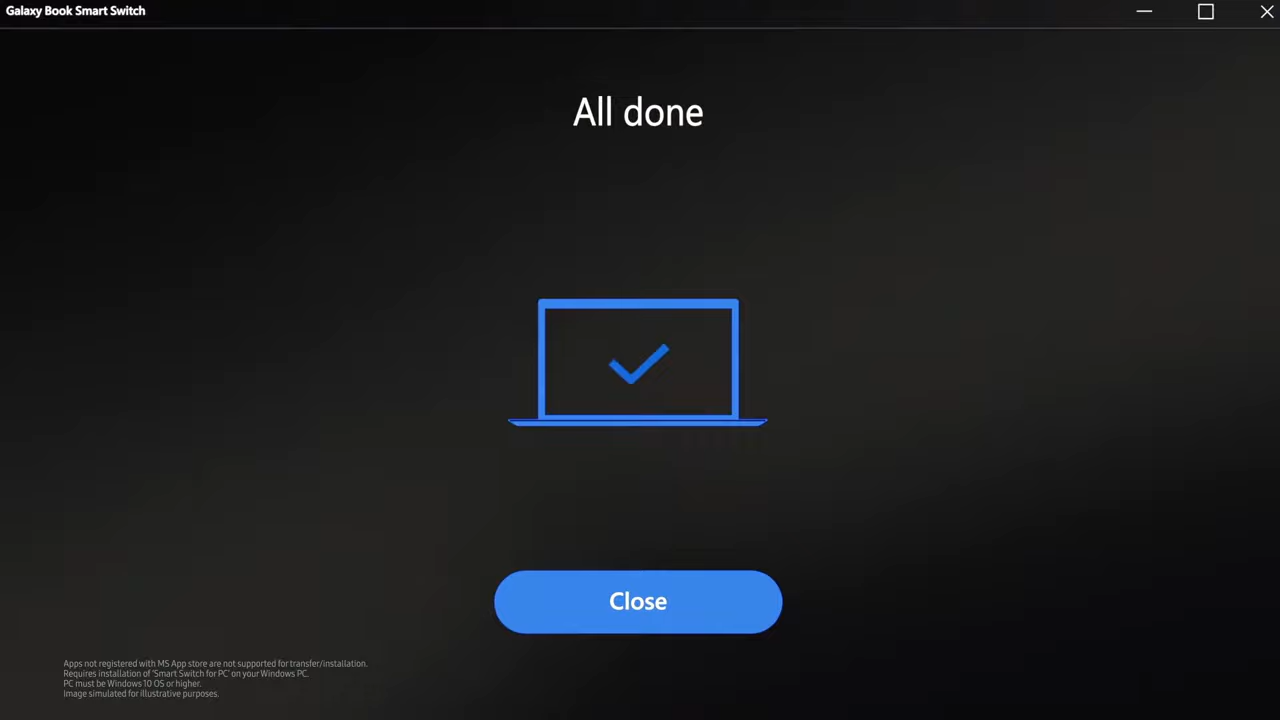 Galaxy Book Smart Switch
All done
Close
Apps not registered with MS App store are not supported for transfer/installation.
Requires installation of 'Smart Switch for PC' on your Windows PC.
PC must be Windows 10 OS or higher.
Image simulated for illustrative purposes.